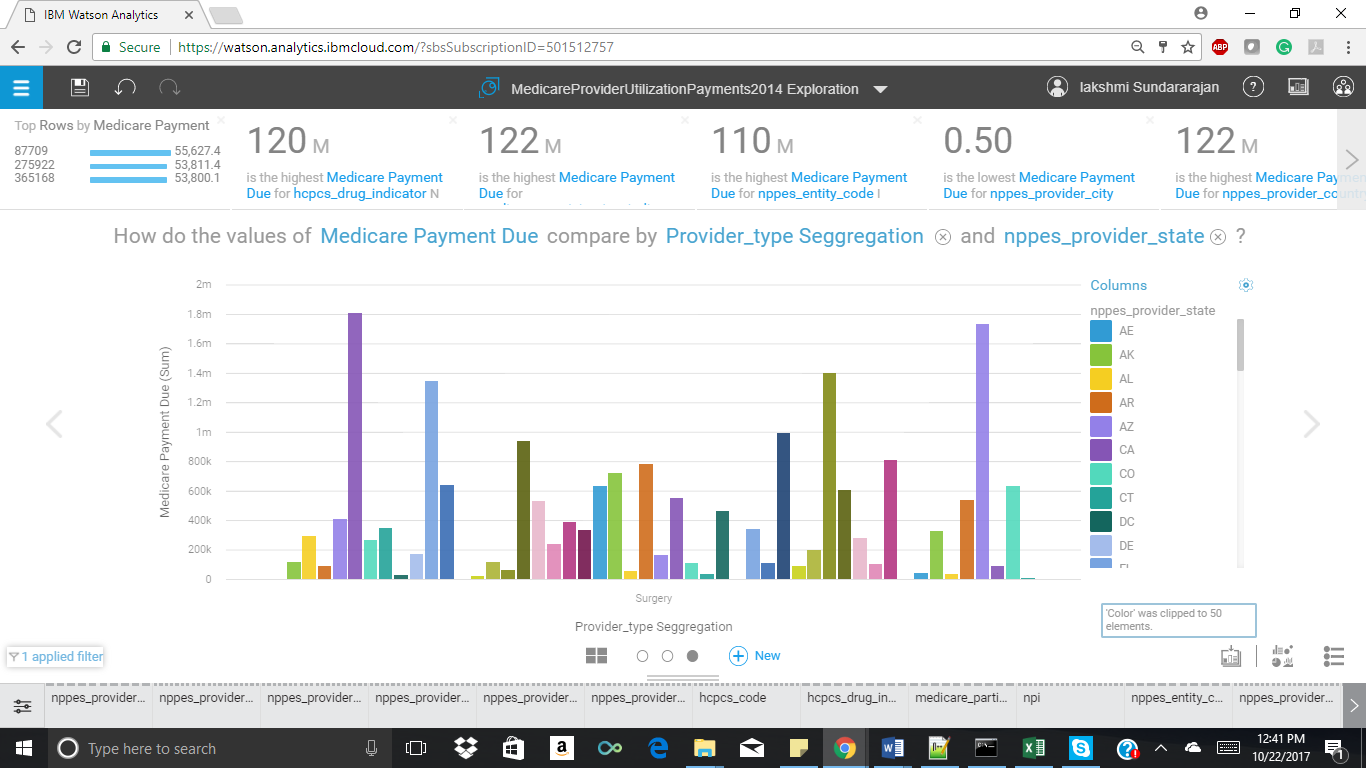 IBM Watson Analytics
Secure https://watson.analytics.ibmcloud.com/?sbsSubscriptionID=501512757
ABP
MedicareProviderUtilizationPayments2014 Exploration
lakshmi Sundararajan
Top Rows by Medicare Payment
87709 55,627.4
275922 53,811.4
365168 53,800.1
120 M
is the highest Medicare Payment
Due for hcpcs_drug_indicator N
122 M
is the highest Medicare Payment
Due for
110 M
is the highest Medicare Payment
Due for nppes_entity_code I
0.50
is the lowest Medicare Payment
Due for nppes_provider_city
122 M
is the highest Medicare Payment
Due for nppes_provider_country
How do the values of Medicare Payment Due compare by Provider_type Seggregation and nppes_provider_state ?
Medicare Payment Due (Sum)
2m
1.8m
1.6m
1.4m
1.2m
1m
800k
600k
400k
200k
0
Surgery
Provider_type Seggregation
Columns
nppes_provider_state
AE
AK
AL
AR
AZ
CA
CO
CT
DC
DE
FL
'Color' was clipped to 50
elements.
1 applied filter
New
nppes_provider... nppes_provider... nppes_provider... nppes_provider... nppes_provider... nppes_provider... hcpcs_code hcpcs_drug_in... medicare_parti... npi nppes_entity_c... nppes_provider...
Type here to search
12:41 PM
10/22/2017
1